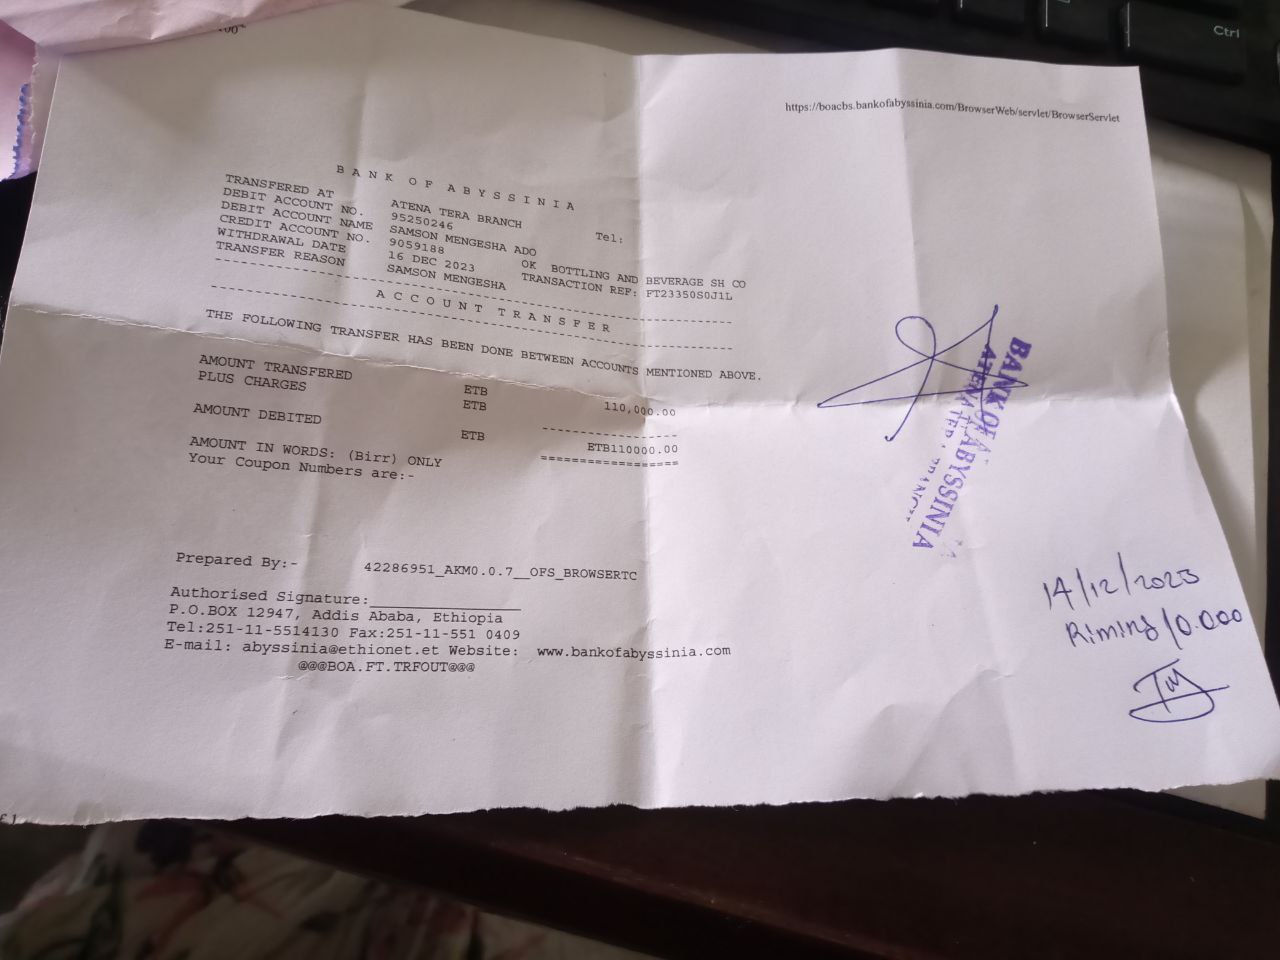 Ctrl
https://boacbs.bankofabyssinia.com/BrowserWeb/servlet/BrowserServlet
B A N K O F A B Y S S I N I A
TRANSFERRED AT ATENA TERA BRANCH Tel:
DEBIT ACCOUNT NO. 95250246
DEBIT ACCOUNT NAME SAMSON MENGESHA ADO
CREDIT ACCOUNT NO. 9059188 OK BOTTLING AND BEVERAGE SH CO
WITHDRAWAL DATE 16 DEC 2023 TRANSACTION REF: FT23350S0J1L
TRANSFER REASON SAMSON MENGESHA
A C C O U N T T R A N S F E R
THE FOLLOWING TRANSFER HAS BEEN DONE BETWEEN ACCOUNTS MENTIONED ABOVE.
AMOUNT TRANSFERED ETB 110,000.00
PLUS CHARGES ETB
AMOUNT DEBITED ETB ETB110000.00
AMOUNT IN WORDS: (Birr) ONLY
Your Coupon Numbers are:-
BANK OF ABYSSINIA
Prepared By:- 42286951_AKM0.0.7__OFS_BROWSERTC
Authorised Signature:
P.O.BOX 12947, Addis Ababa, Ethiopia
Tel:251-11-5514130 Fax:251-11-551 0409
E-mail: abyssinia@ethionet.et Website: www.bankofabyssinia.com
@@@BOA.FT.TRFOUT@@@
14/12/2023
Riming 10.000